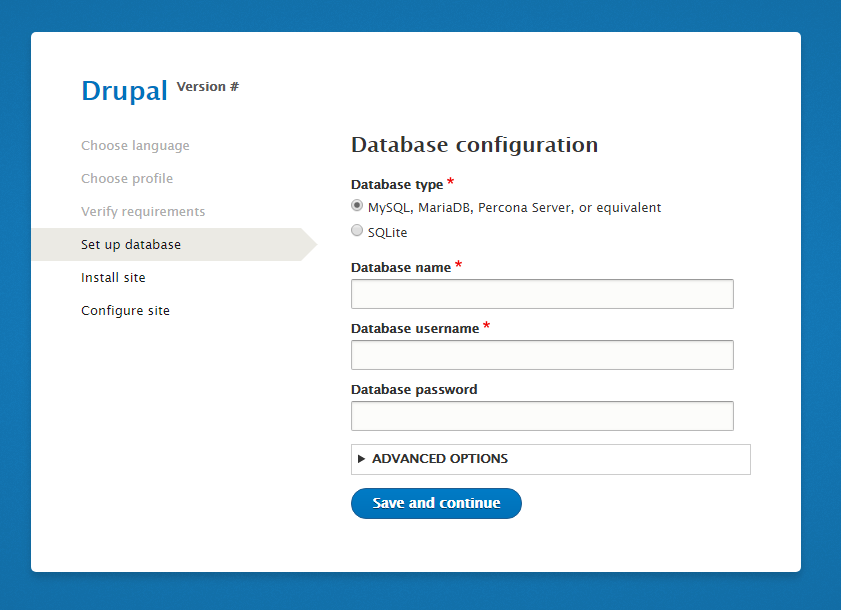 Drupal Version #
Choose language
Choose profile
Verify requirements
Set up database
Install site
Configure site
Database configuration
Database type *
MySQL, MariaDB, Percona Server, or equivalent
SQLite
Database name *
Database username *
Database password
ADVANCED OPTIONS
Save and continue